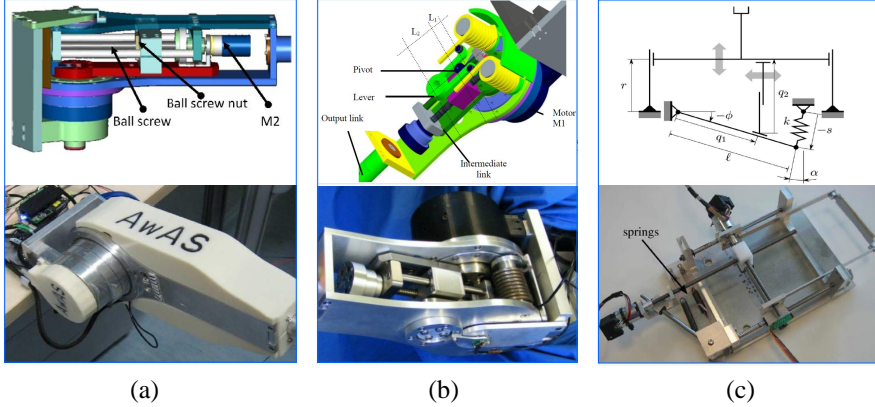 Ball screw nut
Ball screw
M2
AwAS
AWAS
(a)
L₁
L₂
Pivot
Lever
Motor
M1
Output link
Intermediate
link
(b)
r
q₂
−ϕ
k
−s
q₁
ℓ
α
springs
(c)